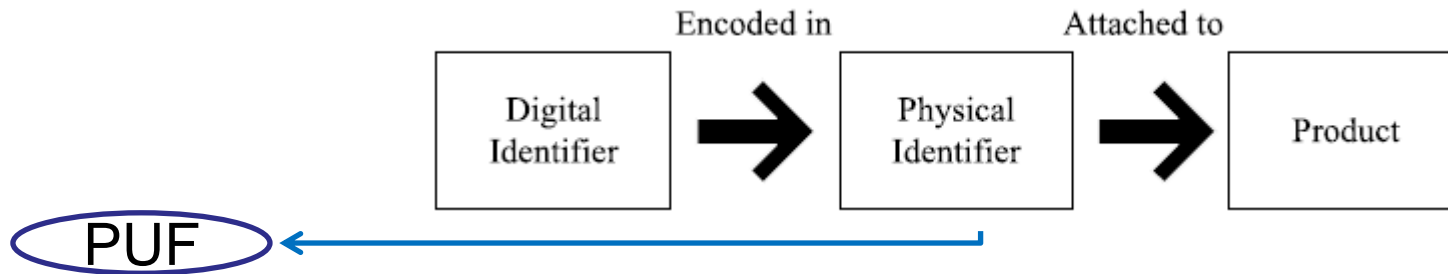 Encoded in
Attached to
Digital
Identifier
Physical
Identifier
Product
PUF